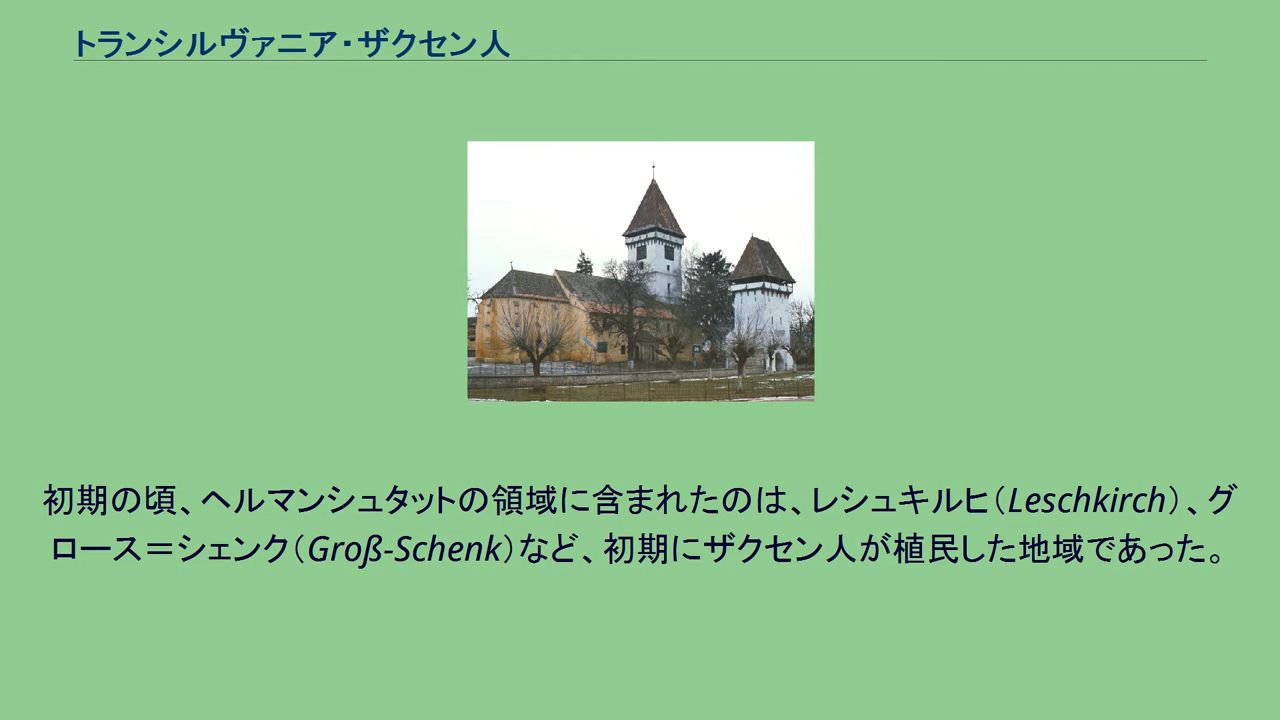 トランシルヴァニア・ザクセン人
初期の頃、ヘルマンシュタットの領域に含まれたのは、レシュキルヒ（Leschkirch）、グ
ロース＝シェンク（Groß-Schenk）など、初期にザクセン人が植民した地域であった。